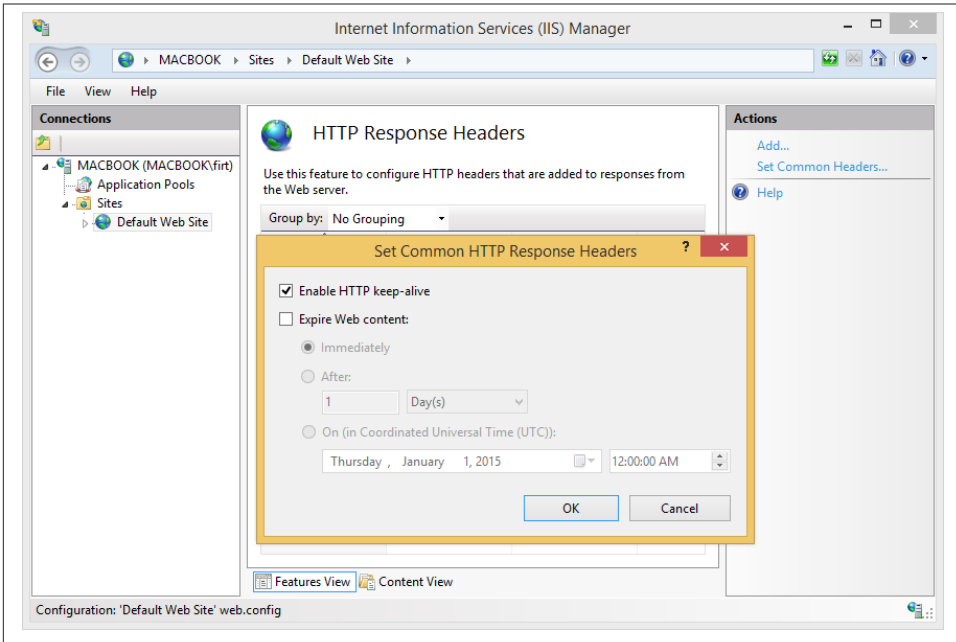 Internet Information Services (IIS) Manager
MACBOOK Sites Default Web Site
File View Help
Connections
MACBOOK (MACBOOK\firt)
Application Pools
Sites
Default Web Site
HTTP Response Headers
Use this feature to configure HTTP headers that are added to responses from
the Web server.
Group by: No Grouping
Set Common HTTP Response Headers ?
Enable HTTP keep-alive
Expire Web content:
Immediately
After:
1 Day(s)
On (in Coordinated Universal Time (UTC)):
Thursday , January 1, 2015 12:00:00 AM
OK Cancel
Features View Content View
Actions
Add...
Set Common Headers...
Help
Configuration: 'Default Web Site' web.config